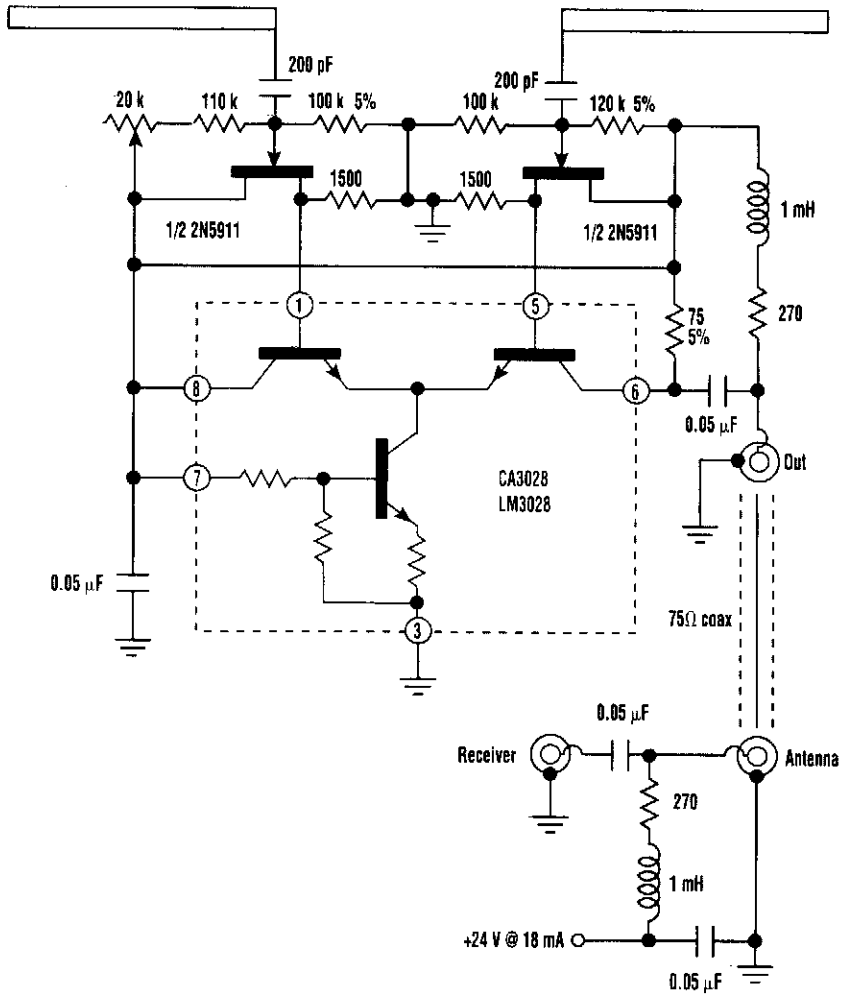 200 pF
200 pF
20 k
110 k
100 k 5%
100 k
120 k 5%
1500
1500
1 mH
1/2 2N5911
1/2 2N5911
1
5
75
5%
270
8
6
0.05 µF
7
CA3028
LM3028
Out
0.05 µF
3
75Ω coax
0.05 µF
Receiver
Antenna
270
1 mH
+24 V @ 18 mA
0.05 µF